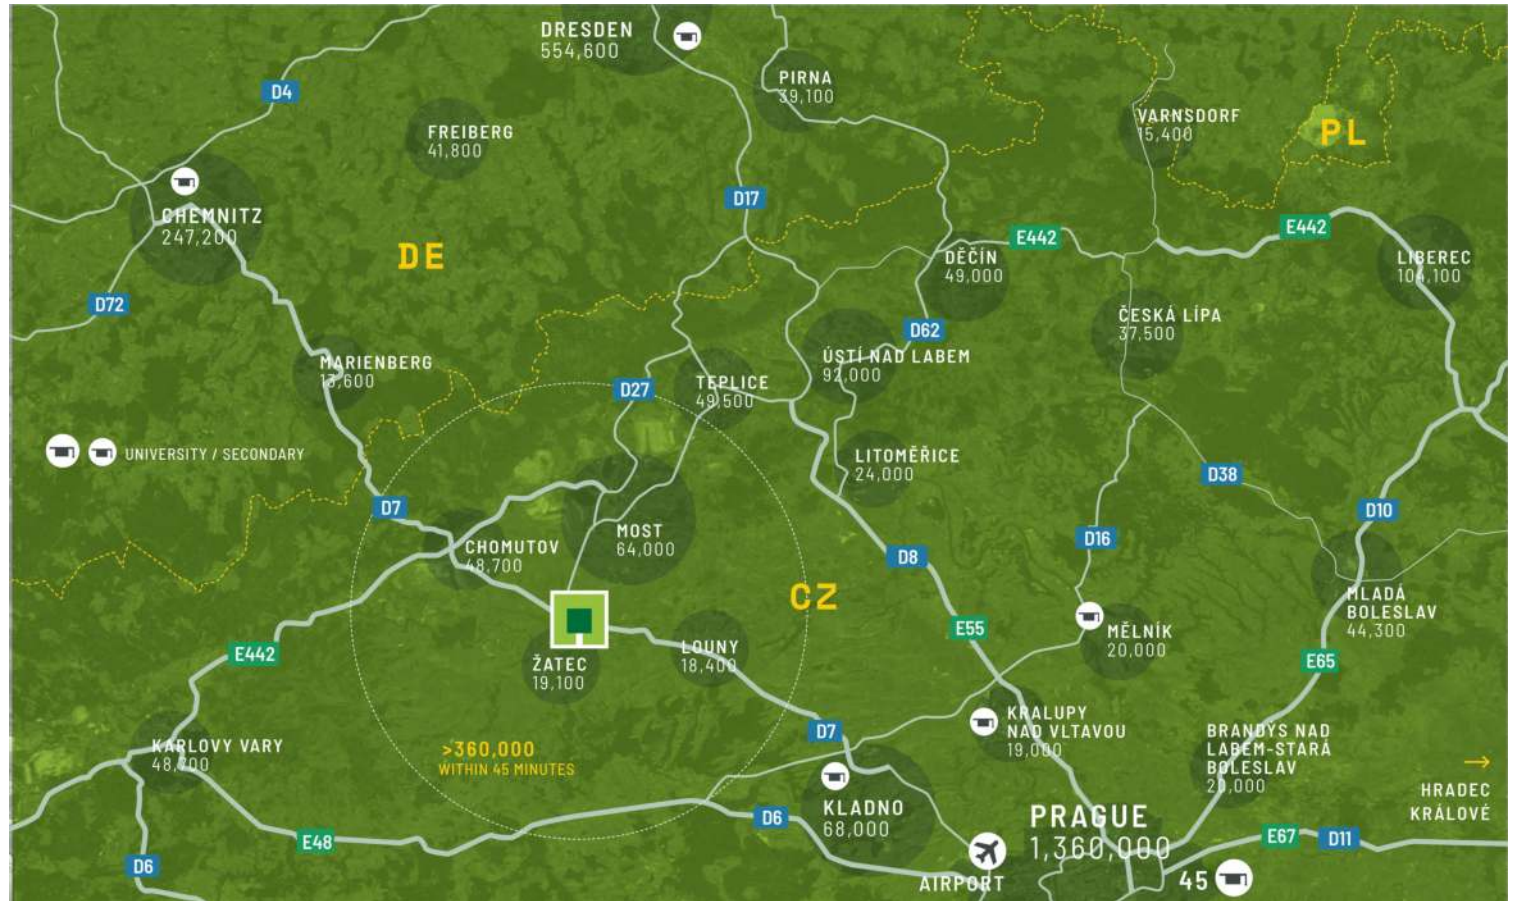 DRESDEN
554,600
PIRNA
39,100
D4
FREIBERG
41,800
VARNSDORF
15,400
PL
D17
CHEMNITZ
247,200
DE
E442
E442
DĚČÍN
49,000
LIBEREC
104,100
D72
ČESKÁ LÍPA
37,500
D62
MARIENBERG
13,600
ÚSTÍ NAD LABEM
92,000
D27
TEPLICE
49,500
UNIVERSITY / SECONDARY
LITOMĚŘICE
24,000
D38
D7
D10
MOST
64,000
D16
CHOMUTOV
48,700
D8
CZ
MLADÁ
BOLESLAV
44,300
E55
MĚLNÍK
20,000
E442
LOUNY
18,400
E65
ŽATEC
19,100
KRALUPY
NAD VLTAVOU
19,000
D7
BRANDÝS NAD
LABEM-STARÁ
BOLESLAV
20,000
KARLOVY VARY
>360,000
WITHIN 45 MINUTES
→
HRADEC
KRÁLOVÉ
KLADNO
68,000
D6
PRAGUE
1,360,000
E48
E67
D11
D6
AIRPORT
45